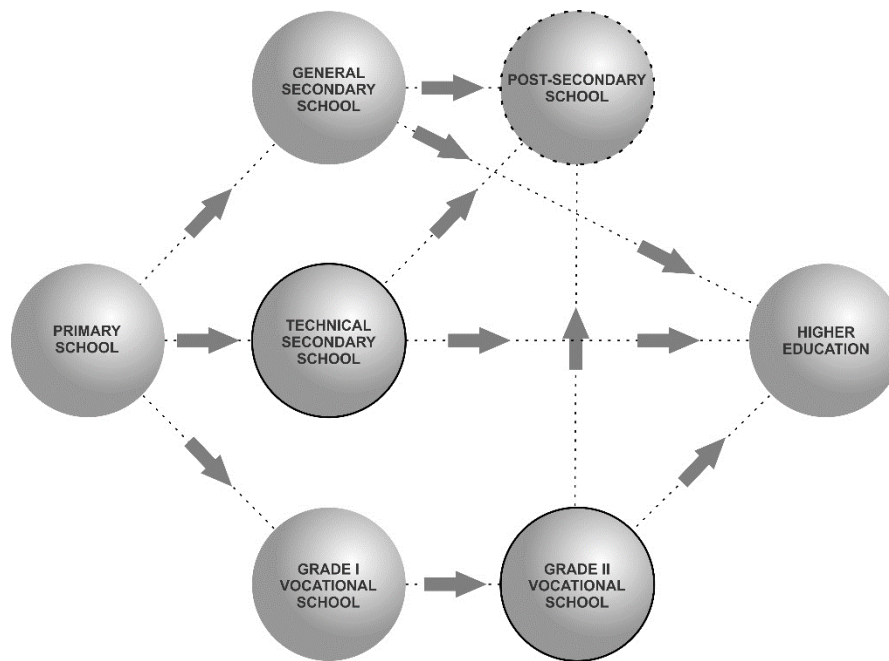 GENERAL
SECONDARY
SCHOOL
POST-SECONDARY
SCHOOL
PRIMARY
SCHOOL
TECHNICAL
SECONDARY
SCHOOL
HIGHER
EDUCATION
GRADE I
VOCATIONAL
SCHOOL
GRADE II
VOCATIONAL
SCHOOL